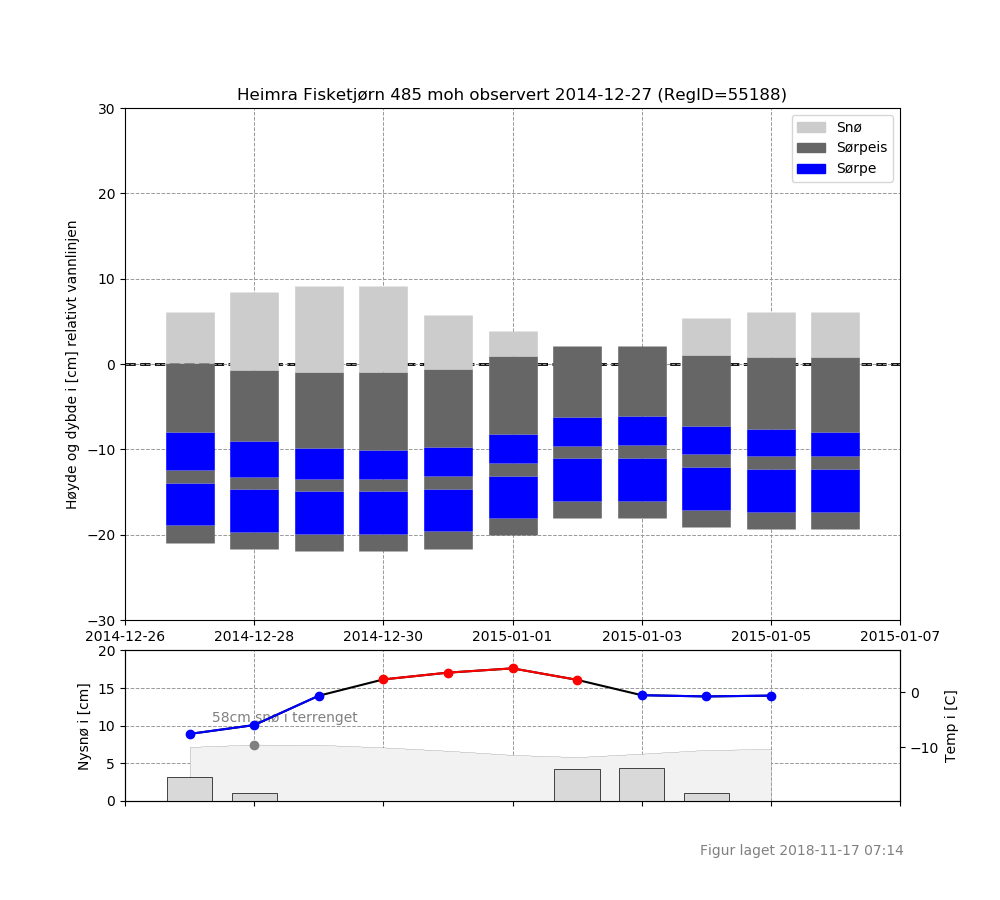 Heimra Fisketjørn 485 moh observert 2014-12-27 (RegID=55188)
30
20
10
0
−10
−20
−30
Høyde og dybde i [cm] relativt vannlinjen
Snø
Sørpeis
Sørpe
2014-12-26
2014-12-28
2014-12-30
2015-01-01
2015-01-03
2015-01-05
2015-01-07
20
15
10
5
0
Nysnø i [cm]
58cm snø i terrenget
0
−10
Temp i [C]
Figur laget 2018-11-17 07:14